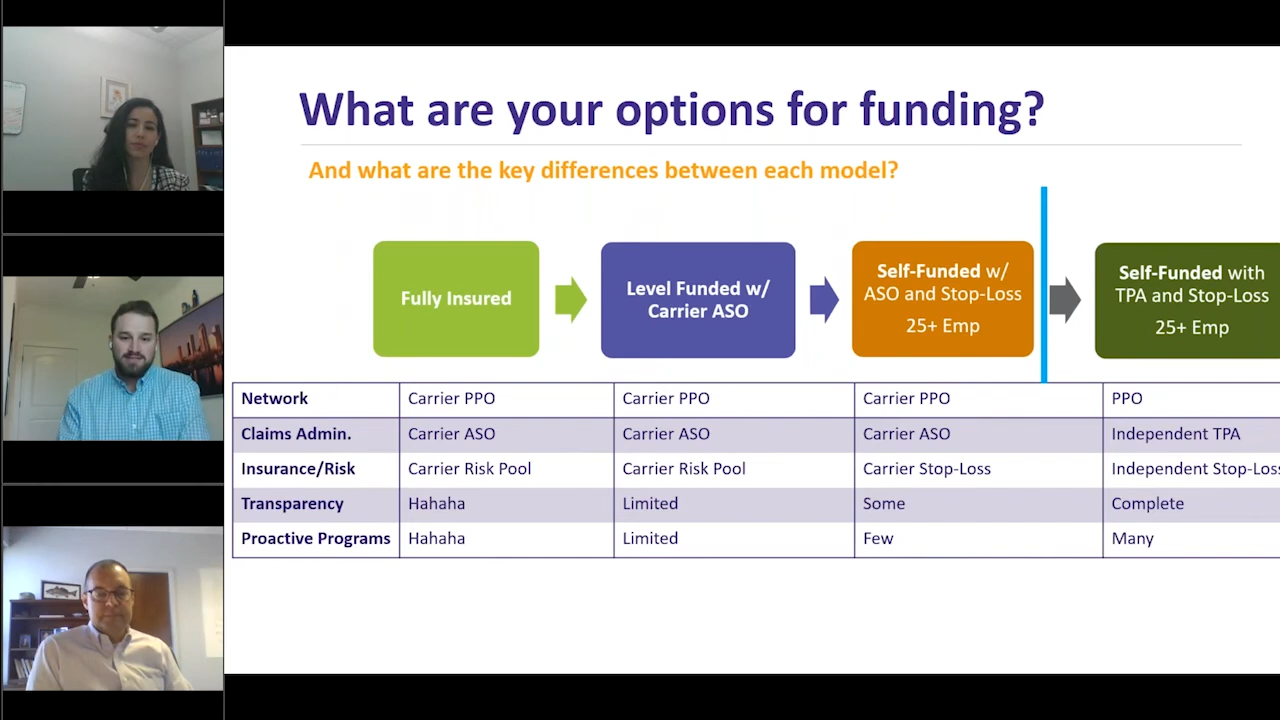 What are your options for funding?
And what are the key differences between each model?
Fully Insured
Level Funded w/
Carrier ASO
Self-Funded w/
ASO and Stop-Loss
25+ Emp
Self-Funded with
TPA and Stop-Loss
25+ Emp
Network Carrier PPO Carrier PPO Carrier PPO PPO
Claims Admin. Carrier ASO Carrier ASO Carrier ASO Independent TPA
Insurance/Risk Carrier Risk Pool Carrier Risk Pool Carrier Stop-Loss Independent Stop-Loss
Transparency Hahaha Limited Some Complete
Proactive Programs Hahaha Limited Few Many